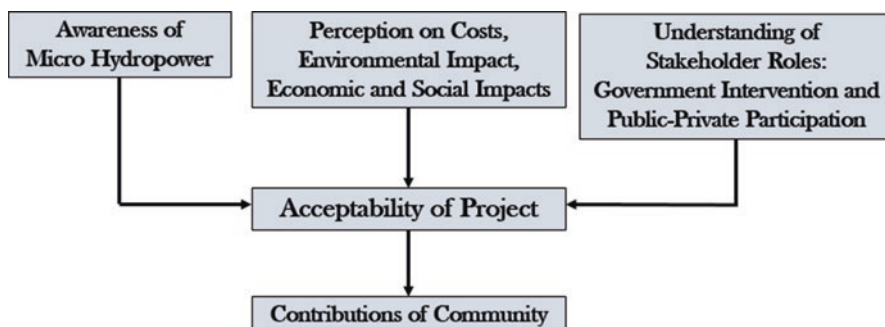 Awareness of
Micro Hydropower
Perception on Costs,
Environmental Impact,
Economic and Social Impacts
Understanding of
Stakeholder Roles:
Government Intervention and
Public-Private Participation
Acceptability of Project
Contributions of Community